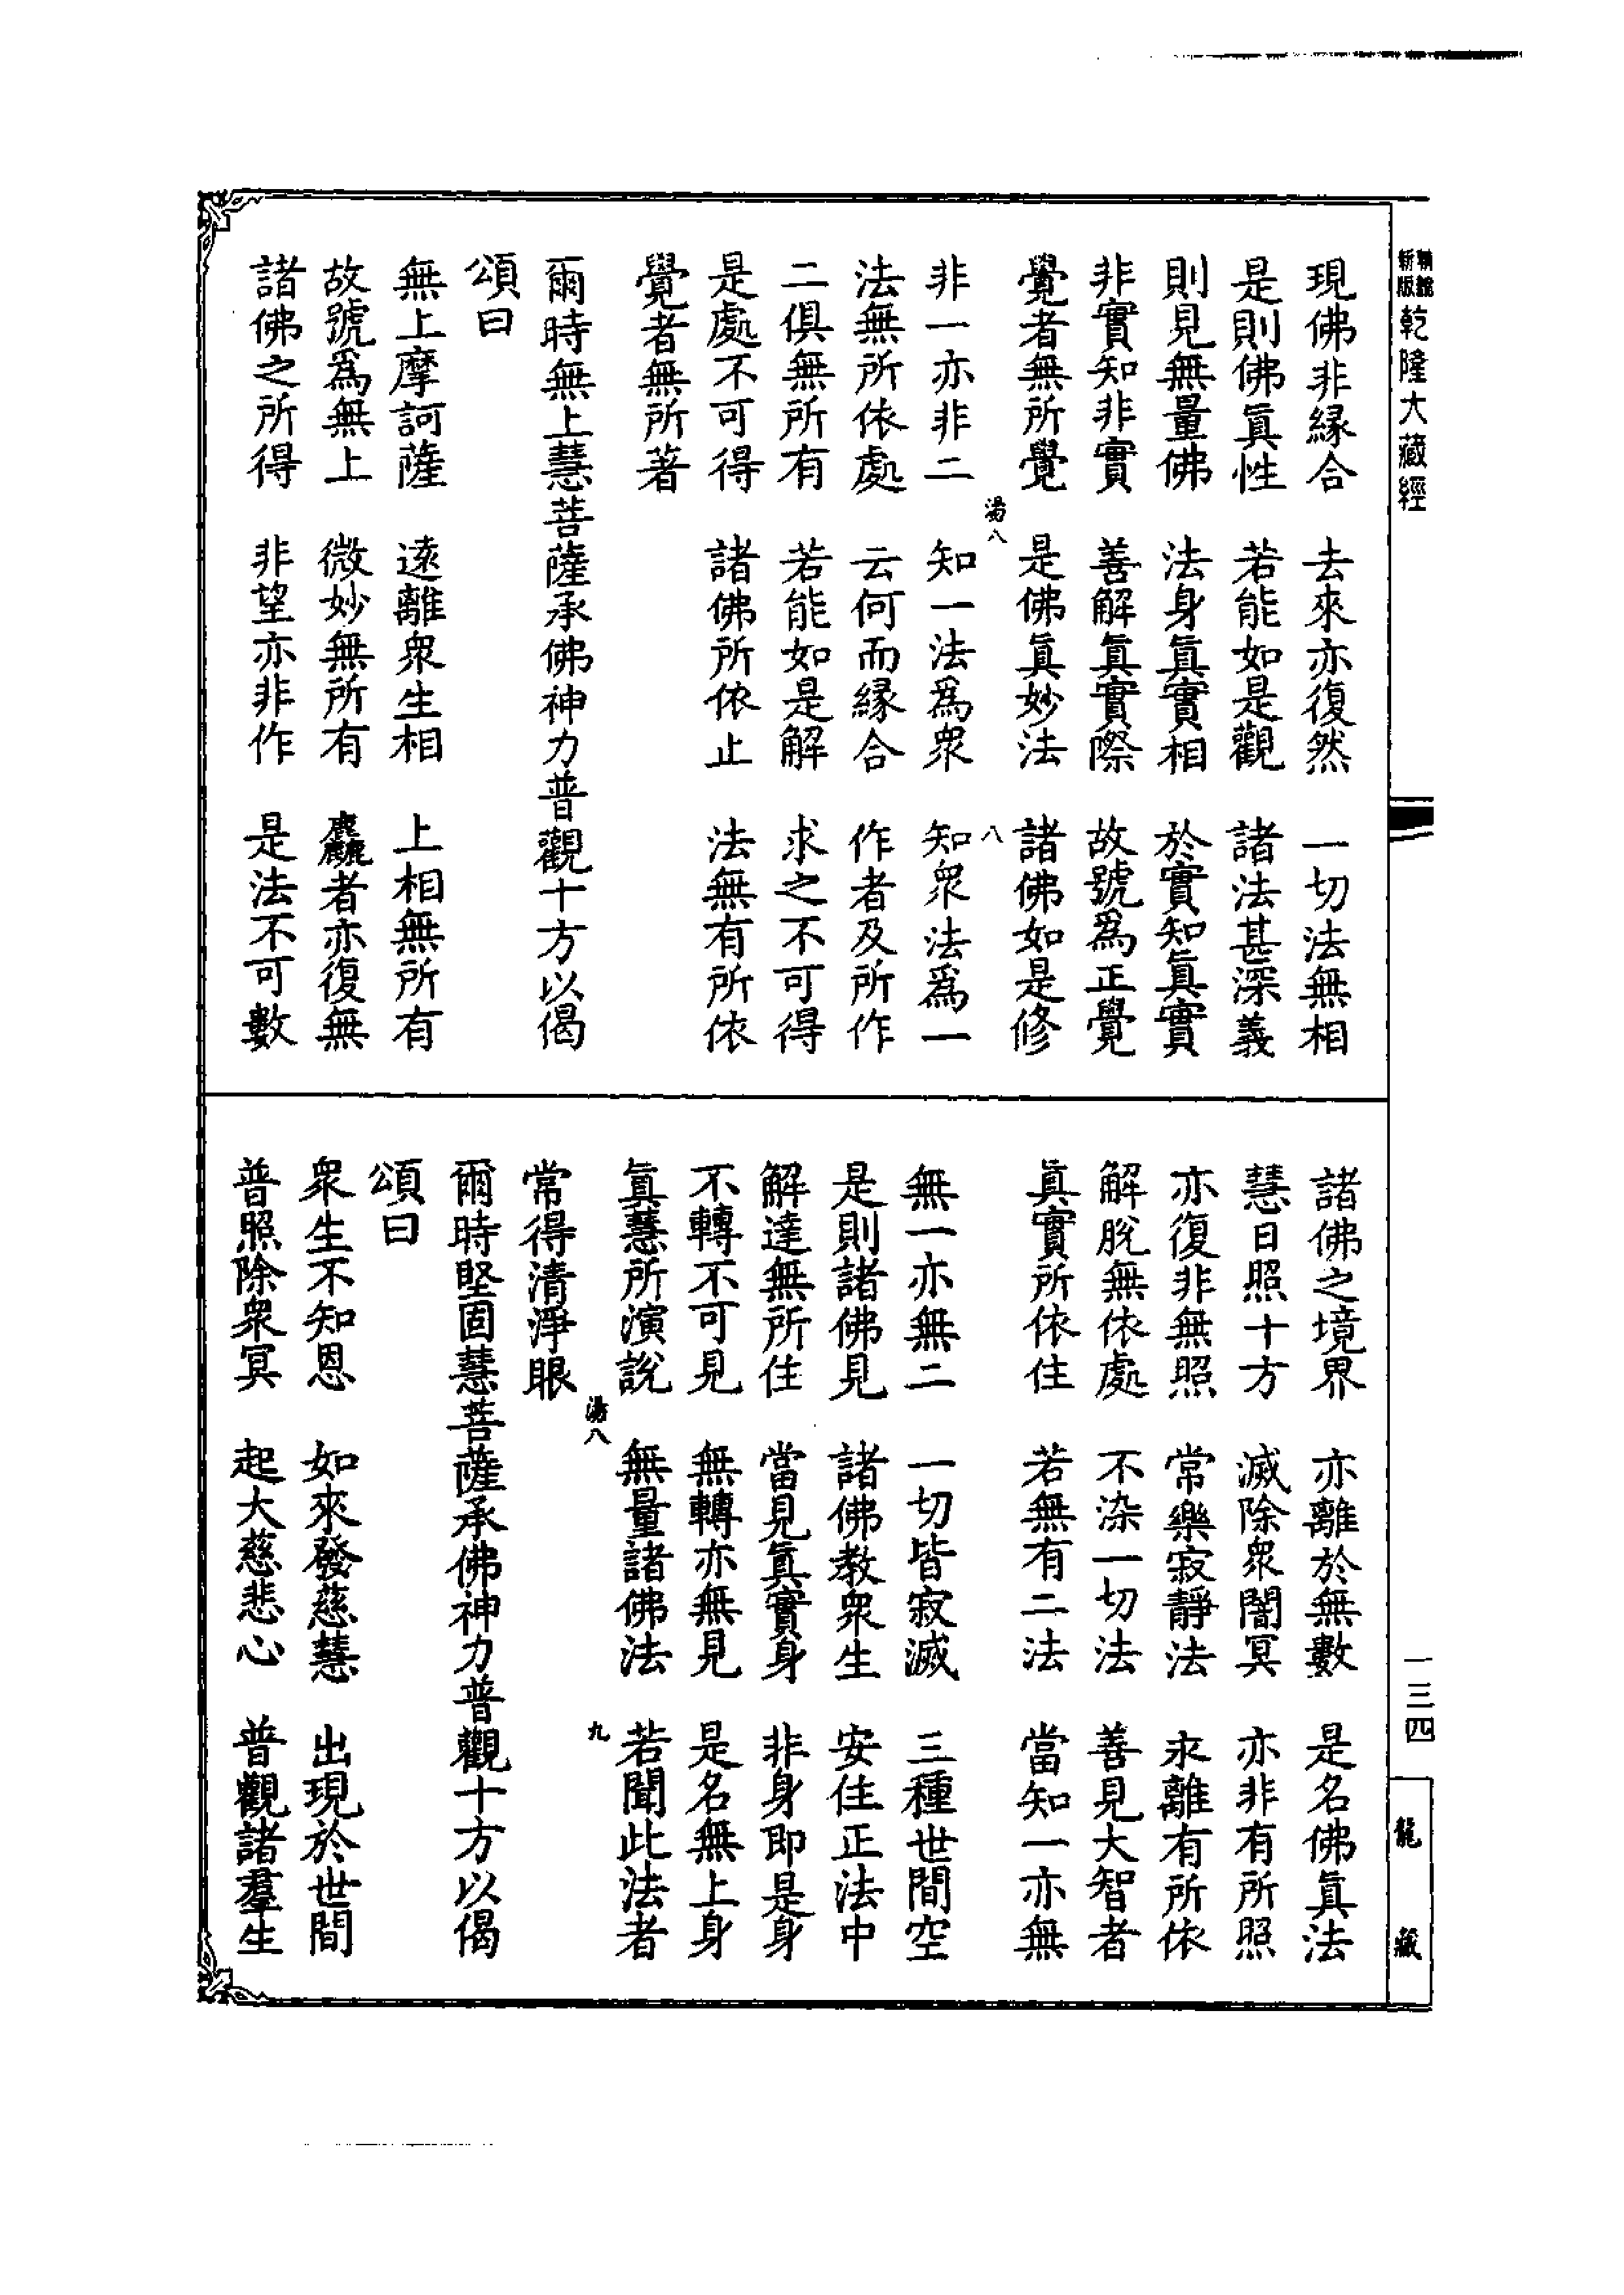 新版
精縮
乾隆大藏經
現佛非緣合　去來亦復然　一切法無相
是則佛眞性　若能如是觀　諸法甚深義
則見無量佛　法身眞實相　於實知眞實
非實知非實　善解眞實際　故號爲正覺
覺者無所覺　是佛眞妙法　諸佛如是修
湯八　八
非一亦非二　知一法爲衆　知衆法爲一
法無所依處　云何而緣合　作者及所作
二俱無所有　若能如是解　求之不可得
是處不可得　諸佛所依止　法無有所依
覺者無所著
爾時無上慧菩薩承佛神力普觀十方以偈
頌曰
無上摩訶薩　遠離衆生相　上相無所有
故號爲無上　微妙無所有　麤者亦復無
諸佛之所得　非望亦非作　是法不可數
諸佛之境界　亦離於無數　是名佛眞法
慧日照十方　滅除衆闇冥　亦非有所照
亦復非無照　常樂寂靜法　永離有所依
解脫無依處　不染一切法　善見大智者
眞實所依住　若無有二法　當知一亦無
無一亦無二　一切皆寂滅　三種世間空
是則諸佛見　諸佛教衆生　安住正法中
解達無所住　當見眞實身　非身即是身
不轉不可見　無轉亦無見　是名無上身
眞慧所演說　無量諸佛法　若聞此法者
湯八　九
常得清淨眼
爾時堅固慧菩薩承佛神力普觀十方以偈
頌曰
衆生不知恩　如來發慈慧　出現於世間
普照除衆冥　起大慈悲心　普觀諸羣生
一三四
龍藏